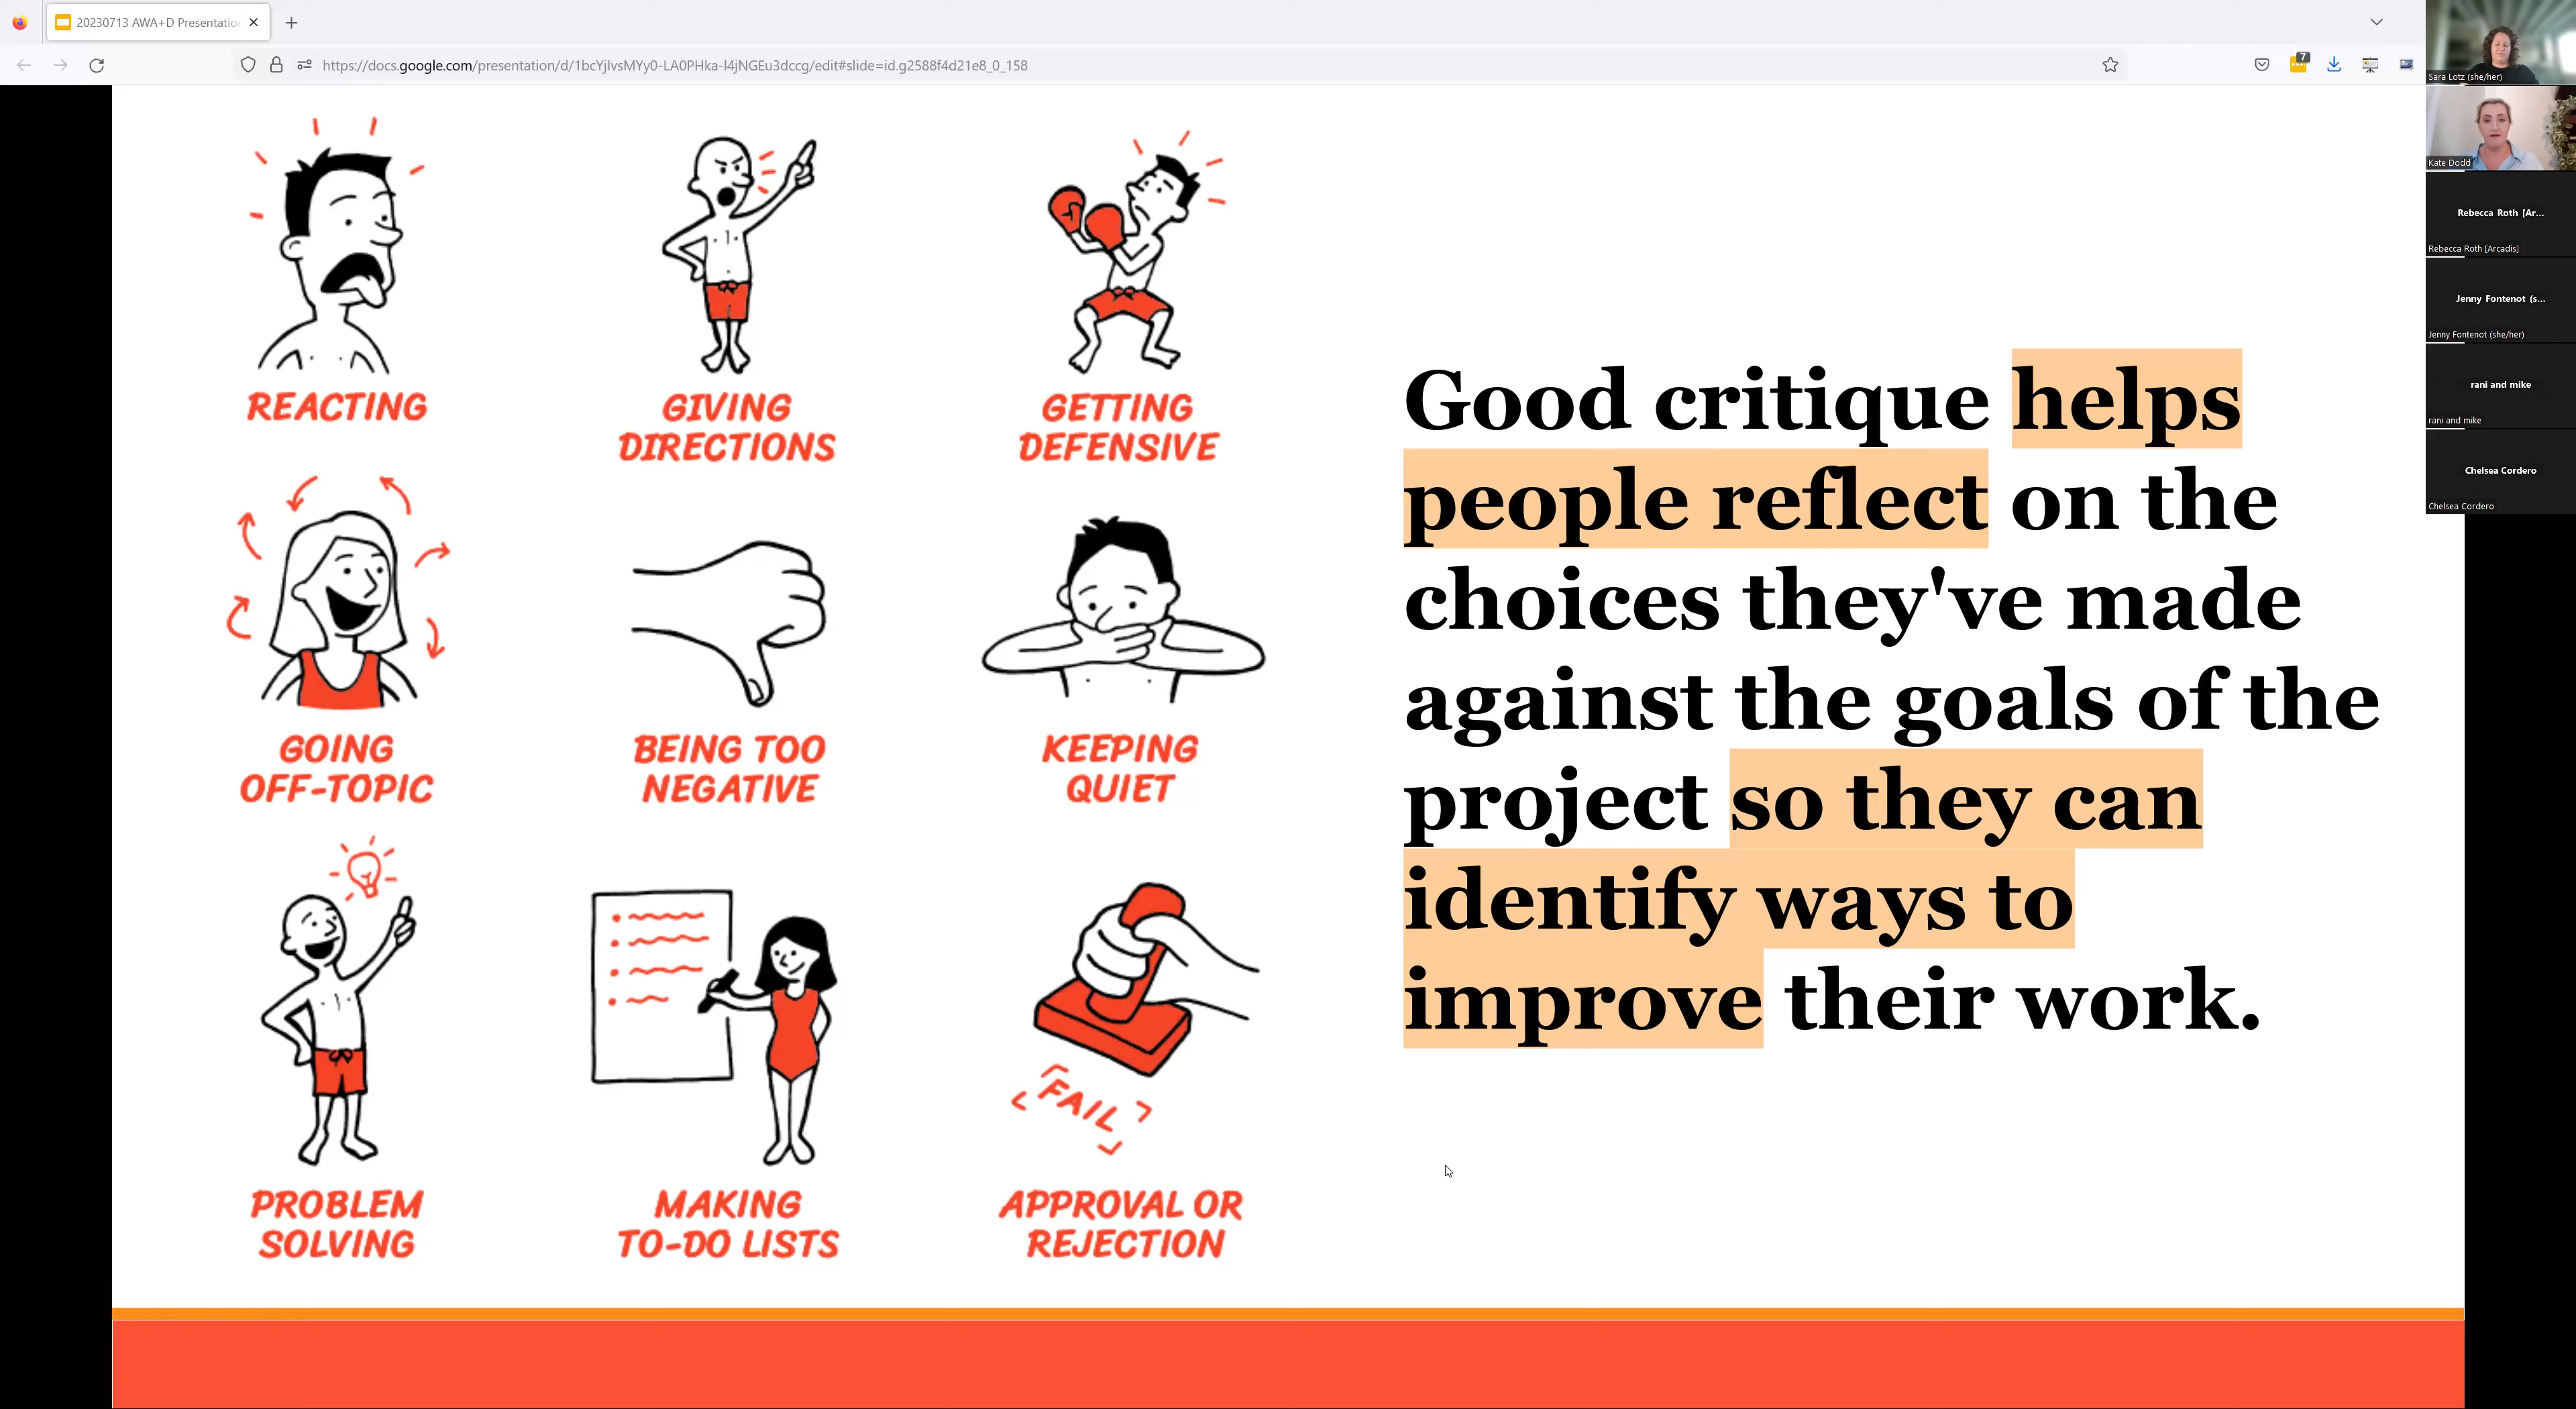 20230713 AWA+D Presentation
https://docs.google.com/presentation/d/1bcYjlvsMYy0-LA0PHka-l4jNGEu3dccg/edit#slide=id.g2588f4d21e8_0_158
7
REACTING
GIVING
DIRECTIONS
GETTING
DEFENSIVE
GOING
OFF-TOPIC
BEING TOO
NEGATIVE
KEEPING
QUIET
PROBLEM
SOLVING
MAKING
TO-DO LISTS
FAIL
APPROVAL OR
REJECTION
Good critique helps
people reflect on the
choices they've made
against the goals of the
project so they can
identify ways to
improve their work.
Sara Lotz (she/her)
Kate Dodd
Rebecca Roth [Ar...
Rebecca Roth [Arcadis]
Jenny Fontenot (s...
Jenny Fontenot (she/her)
rani and mike
rani and mike
Chelsea Cordero
Chelsea Cordero